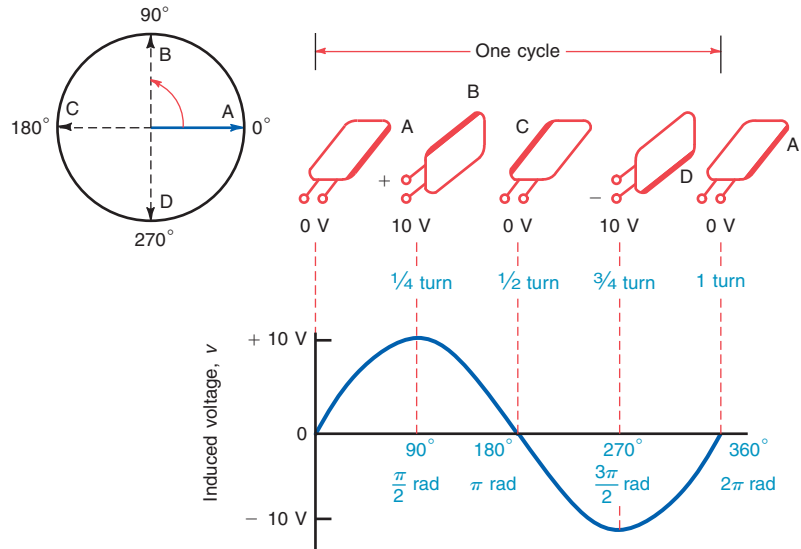 90°
B
C
A
180°
0°
D
270°
One cycle
A
B
C
D
A
+
−
0 V
10 V
0 V
10 V
0 V
¼ turn
½ turn
¾ turn
1 turn
Induced voltage, v
+ 10 V
0
− 10 V
90°
180°
270°
360°
π/2 rad
π rad
3π/2 rad
2π rad